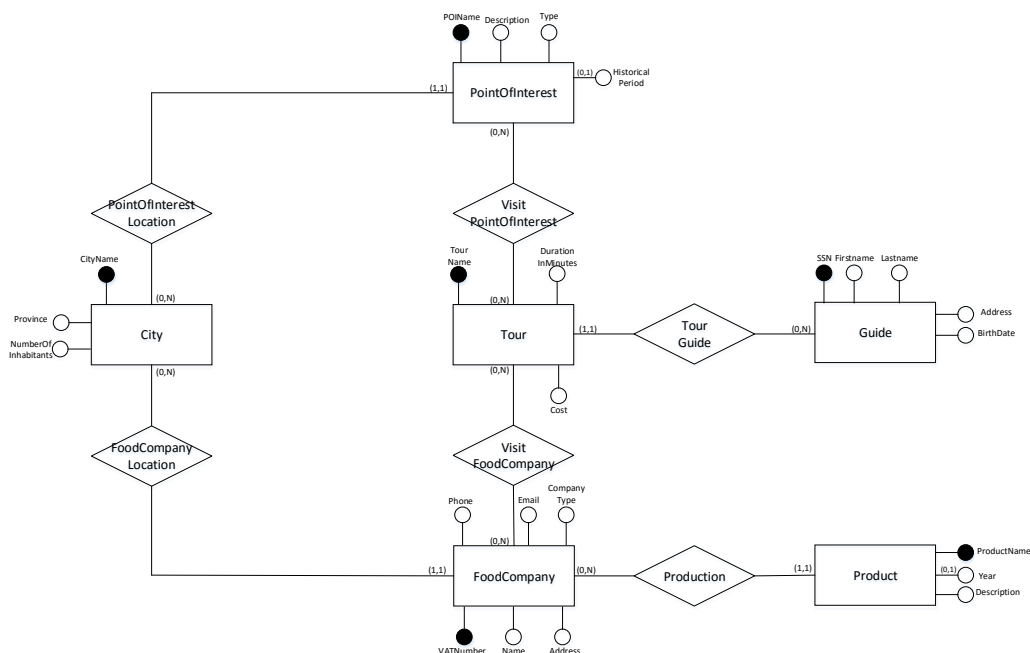 POIName
Description
Type
(0,1)
Historical
Period
(1,1)
PointOfInterest
(0,N)
PointOfInterest
Location
Visit
PointOfInterest
CityName
Tour
Name
Duration
InMinutes
SSN
Firstname
Lastname
(0,N)
(0,N)
Province
NumberOf
Inhabitants
City
Tour
(1,1)
Tour
Guide
(0,N)
Guide
Address
BirthDate
(0,N)
(0,N)
Cost
FoodCompany
Location
Visit
FoodCompany
Phone
Email
Company
Type
(0,N)
(1,1)
FoodCompany
(0,N)
Production
(1,1)
Product
ProductName
(0,1)
Year
Description
VATNumber
Name
Address